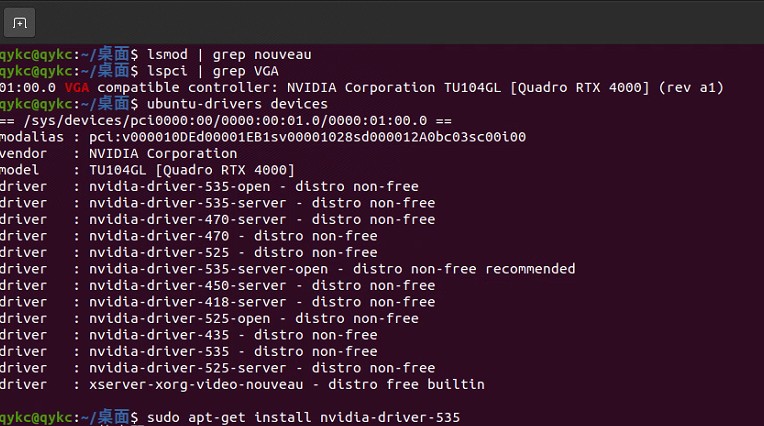 qykc@qykc:~/桌面$ lsmod | grep nouveau
qykc@qykc:~/桌面$ lspci | grep VGA
01:00.0 VGA compatible controller: NVIDIA Corporation TU104GL [Quadro RTX 4000] (rev a1)
qykc@qykc:~/桌面$ ubuntu-drivers devices
== /sys/devices/pci0000:00/0000:00:01.0/0000:01:00.0 ==
modalias : pci:v000010DEd00001EB1sv00001028sd000012A0bc03sc00i00
vendor   : NVIDIA Corporation
model    : TU104GL [Quadro RTX 4000]
driver   : nvidia-driver-535-open - distro non-free
driver   : nvidia-driver-535-server - distro non-free
driver   : nvidia-driver-470-server - distro non-free
driver   : nvidia-driver-470 - distro non-free
driver   : nvidia-driver-525 - distro non-free
driver   : nvidia-driver-535-server-open - distro non-free recommended
driver   : nvidia-driver-450-server - distro non-free
driver   : nvidia-driver-418-server - distro non-free
driver   : nvidia-driver-525-open - distro non-free
driver   : nvidia-driver-435 - distro non-free
driver   : nvidia-driver-535 - distro non-free
driver   : nvidia-driver-525-server - distro non-free
driver   : xserver-xorg-video-nouveau - distro free builtin
qykc@qykc:~/桌面$ sudo apt-get install nvidia-driver-535